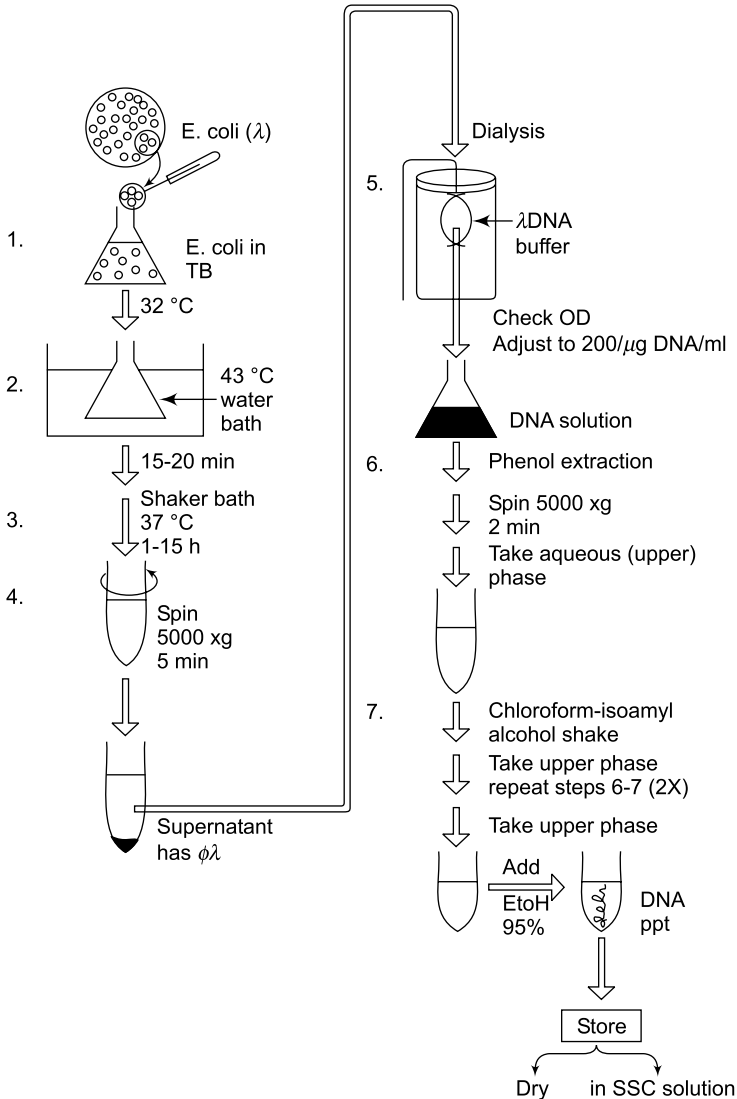 E. coli (λ)
1.
E. coli in
TB
32 °C
2.
43 °C
water
bath
15-20 min
3.
Shaker bath
37 °C
1-15 h
4.
Spin
5000 xg
5 min
Supernatant
has ϕλ
Dialysis
5.
λDNA
buffer
Check OD
Adjust to 200/μg DNA/ml
DNA solution
6.
Phenol extraction
Spin 5000 xg
2 min
Take aqueous (upper)
phase
7.
Chloroform-isoamyl
alcohol shake
Take upper phase
repeat steps 6-7 (2X)
Take upper phase
Add
EtoH
95%
DNA
ppt
Store
Dry
in SSC solution